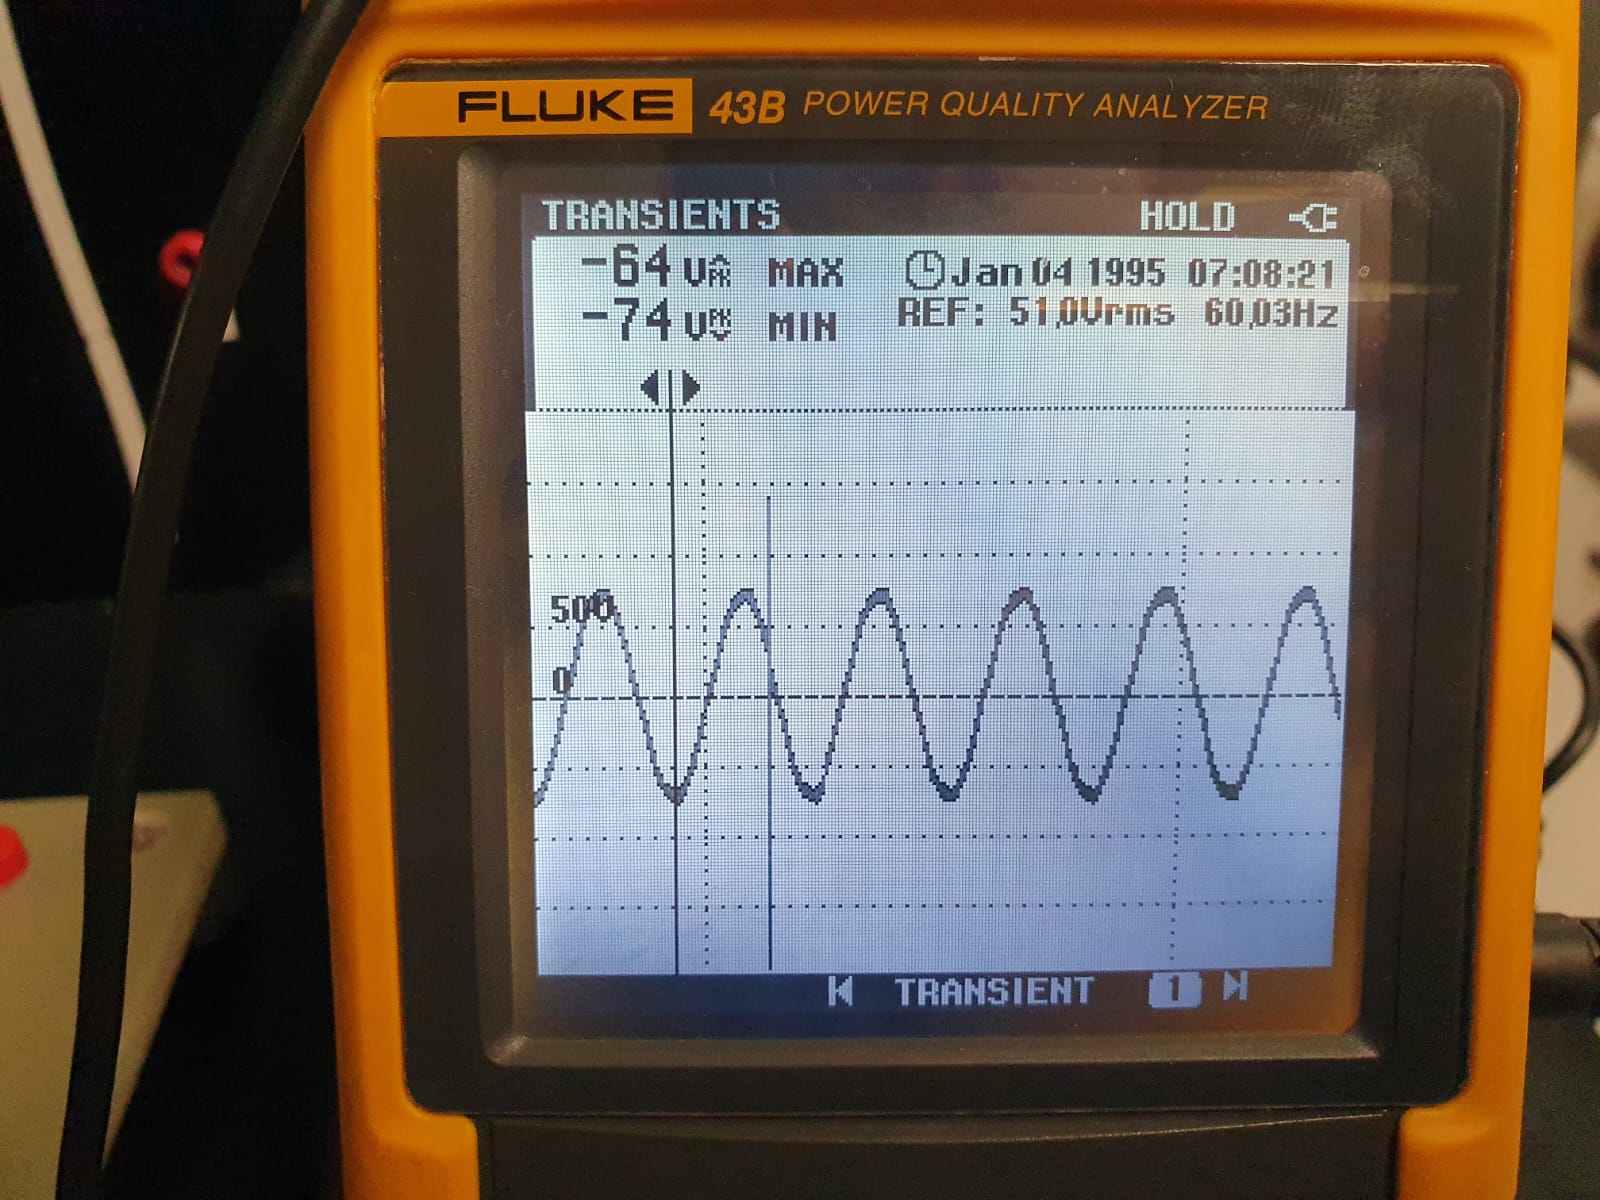 FLUKE 43B POWER QUALITY ANALYZER
TRANSIENTS HOLD
-64 V MAX Jan 04 1995 07:08:21
-74 V MIN REF: 51,0Vrms 60,03Hz
500
0
TRANSIENT 1